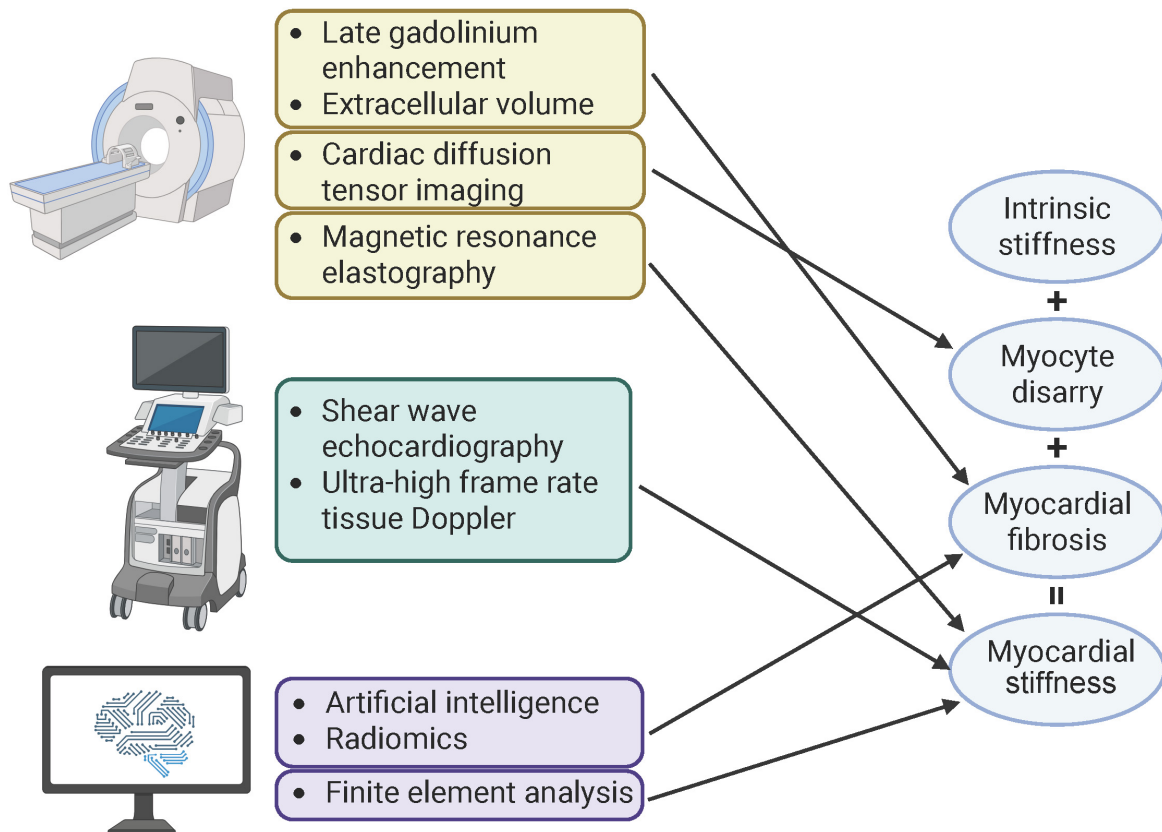 • Late gadolinium
enhancement
• Extracellular volume
• Cardiac diffusion
tensor imaging
• Magnetic resonance
elastography
• Shear wave
echocardiography
• Ultra-high frame rate
tissue Doppler
• Artificial intelligence
• Radiomics
• Finite element analysis
Intrinsic
stiffness
+
Myocyte
disarry
+
Myocardial
fibrosis
=
Myocardial
stiffness